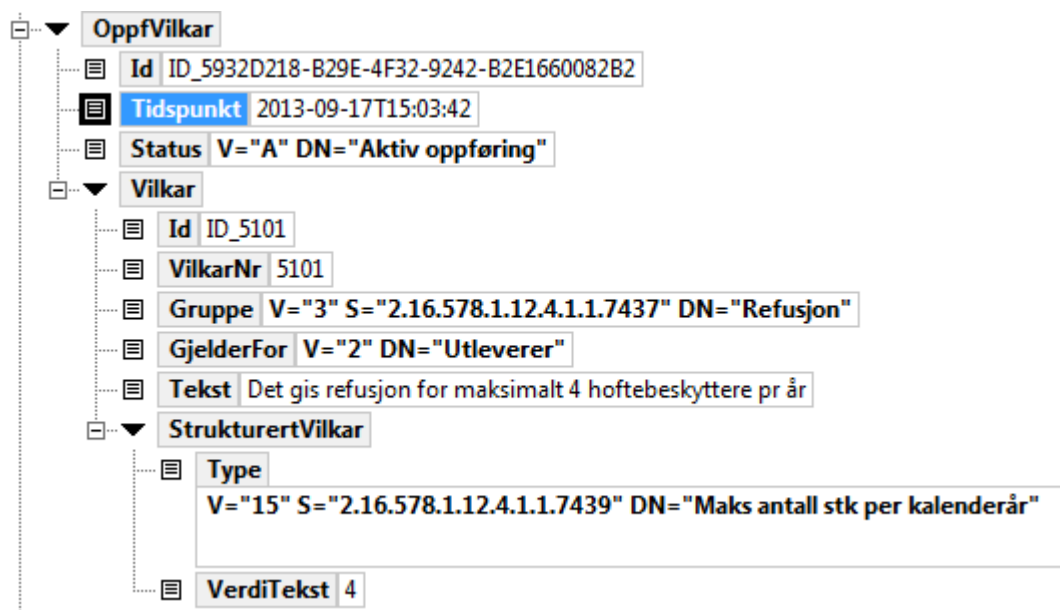 OppfVilkar
Id ID_5932D218-B29E-4F32-9242-B2E1660082B2
Tidspunkt 2013-09-17T15:03:42
Status V="A" DN="Aktiv oppføring"
Vilkar
Id ID_5101
VilkarNr 5101
Gruppe V="3" S="2.16.578.1.12.4.1.1.7437" DN="Refusjon"
GjelderFor V="2" DN="Utleverer"
Tekst Det gis refusjon for maksimalt 4 hoftebeskyttere pr år
StrukturertVilkar
Type
V="15" S="2.16.578.1.12.4.1.1.7439" DN="Maks antall stk per kalenderår"
VerdiTekst 4